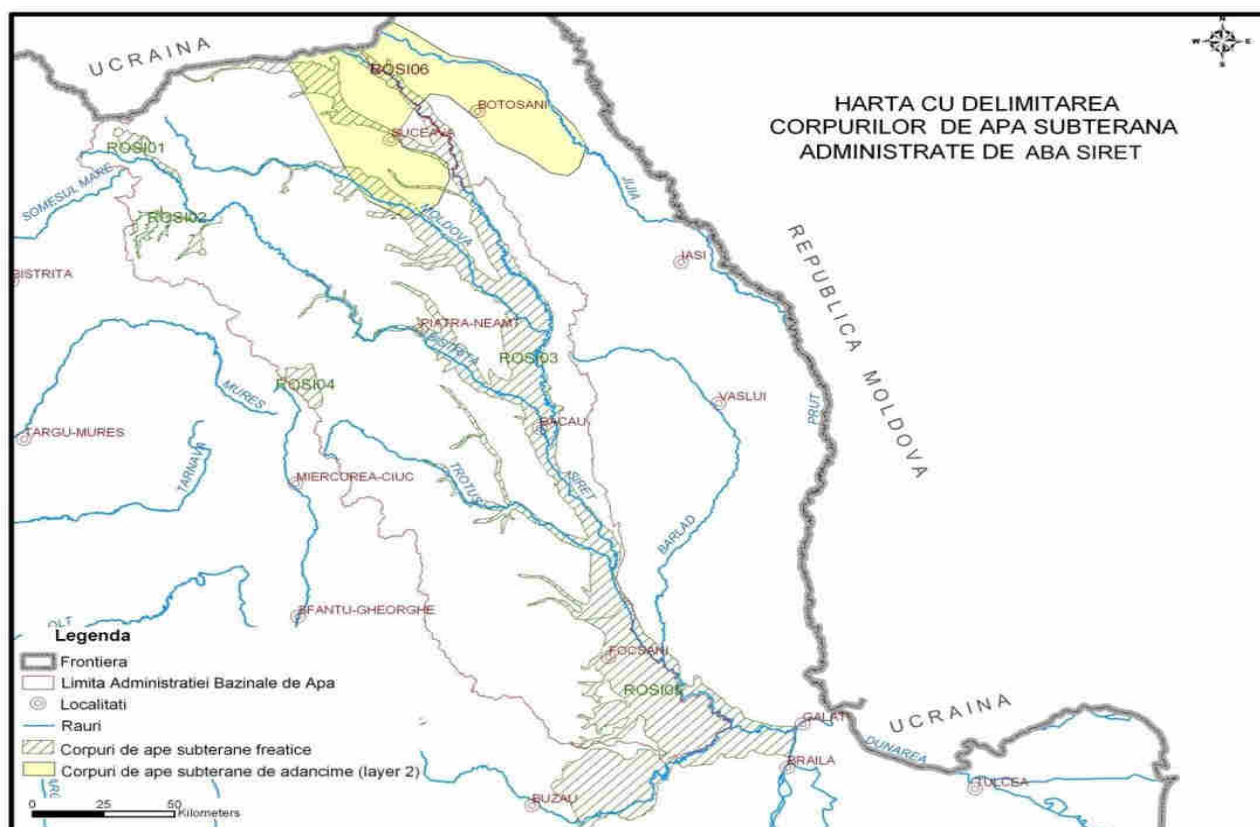 UCRAINA
N
W E
S
HARTA CU DELIMITAREA
CORPURILOR DE APA SUBTERANA
ADMINISTRATE DE ABA SIRET
ROSI06
BOTOSANI
SUCEAVA
ROSI01
SOMESUL MARE
ROSI02
JIJIA
MOLDOVA
IASI
REPUBLICA MOLDOVA
BISTRITA
PIATRA-NEAMT
BISTRITA
ROSI03
ROSI04
MURES
VASLUI
PRUT
BACAU
TARGU-MURES
TARNAVA
MIERCUREA-CIUC
TROTUS
SIRET
BARLAD
SFANTU-GHEORGHE
OLT
FOCSANI
ROSI05
GALATI
UCRAINA
DUNAREA
BRAILA
TULCEA
BUZAU
Legenda
Frontiera
Limita Administratiei Bazinale de Apa
Localitati
Rauri
Corpuri de ape subterane freatice
Corpuri de ape subterane de adancime (layer 2)
0 25 50
Kilometers